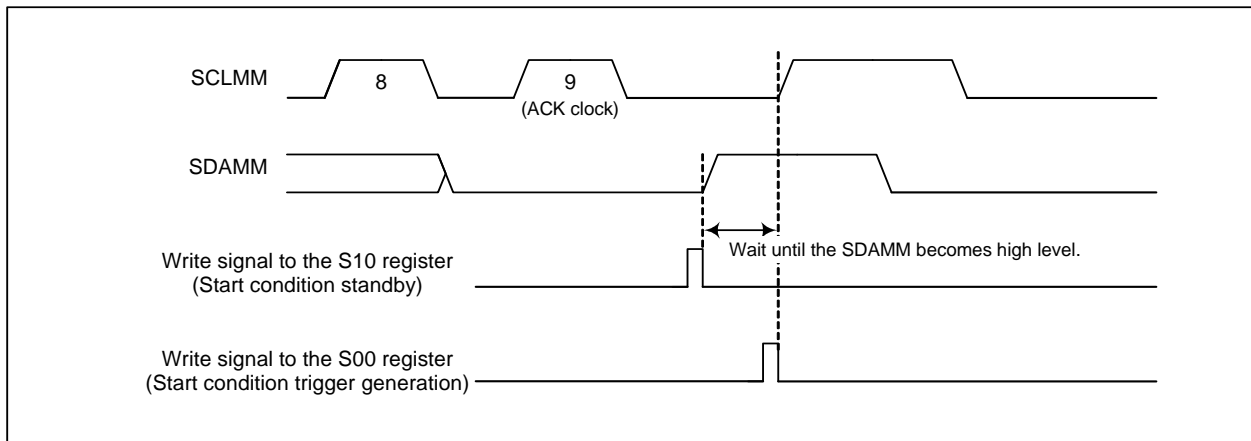 SCLMM
8
9
(ACK clock)
SDAMM
Wait until the SDAMM becomes high level.
Write signal to the S10 register
(Start condition standby)
Write signal to the S00 register
(Start condition trigger generation)